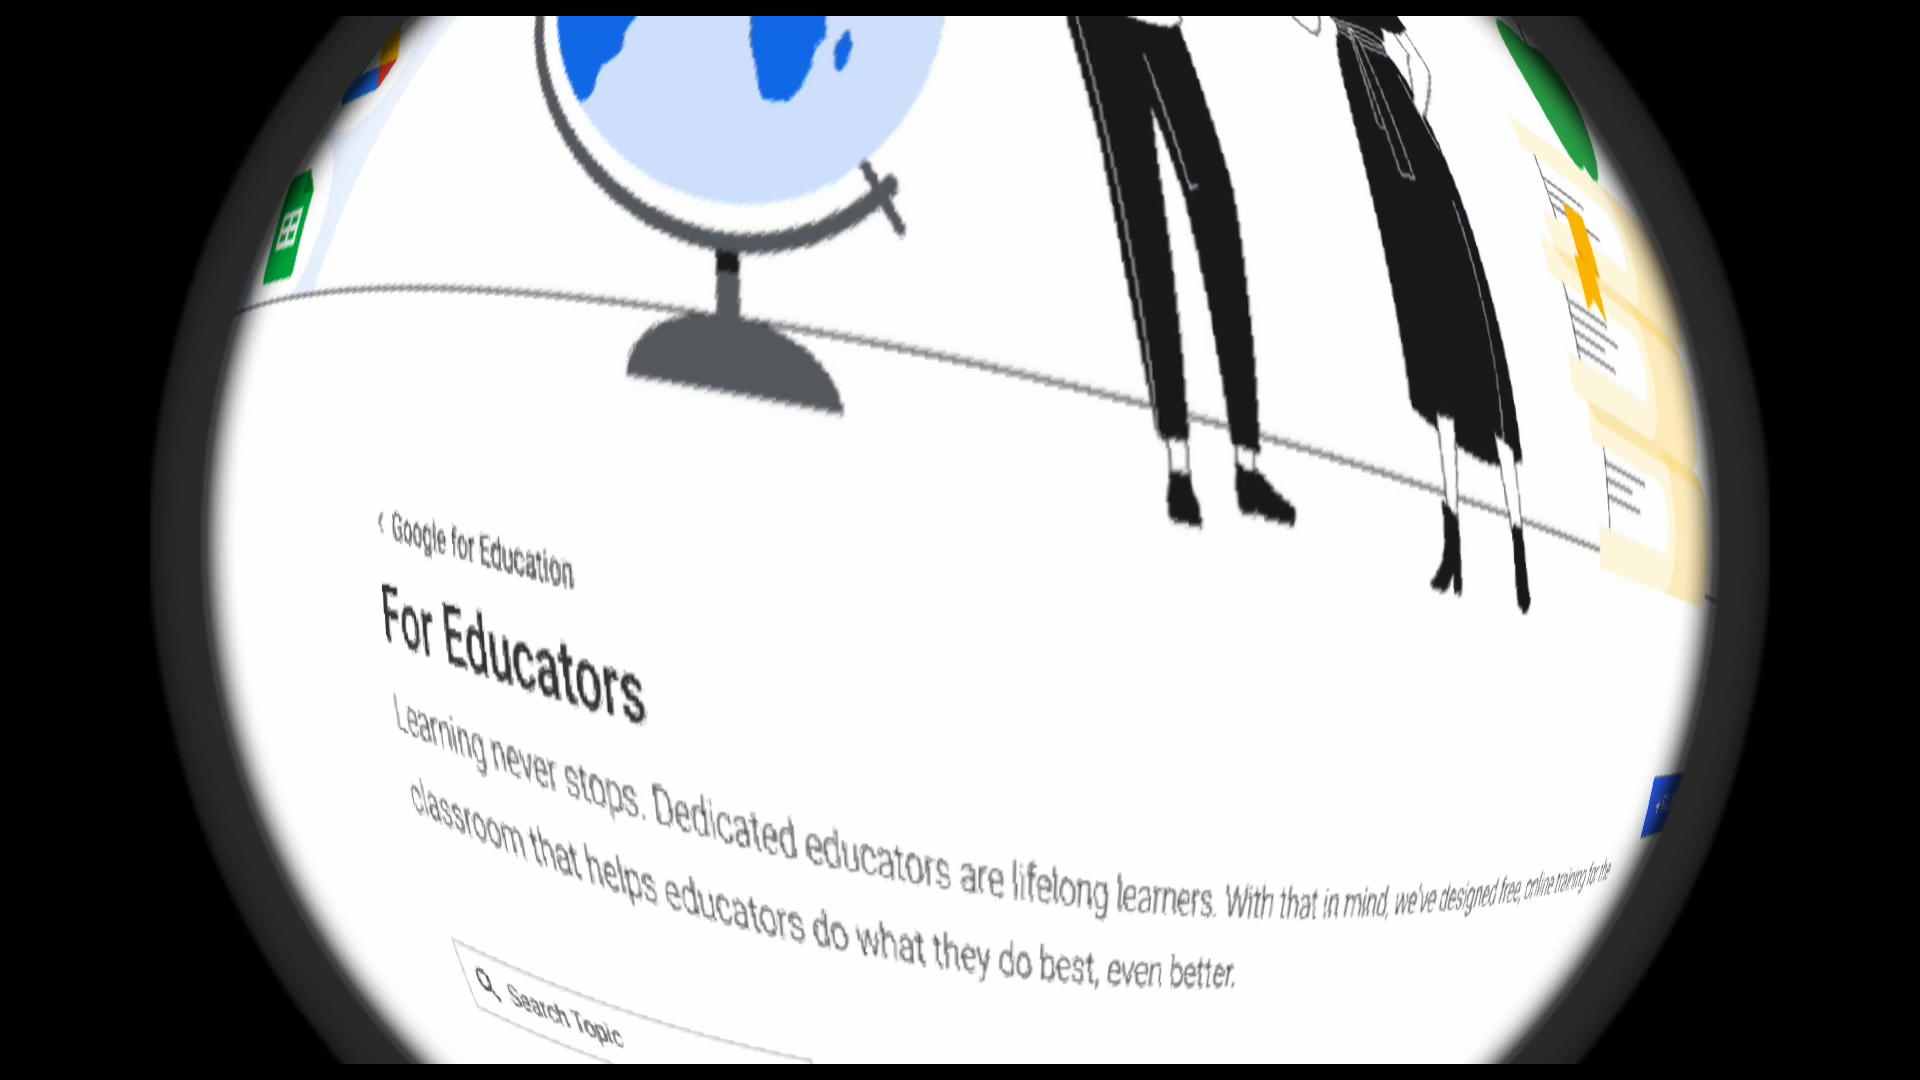 ‹ Google for Education
For Educators
Learning never stops. Dedicated educators are lifelong learners. With that in mind, we've designed free, online training for the
classroom that helps educators do what they do best, even better.
Search Topic